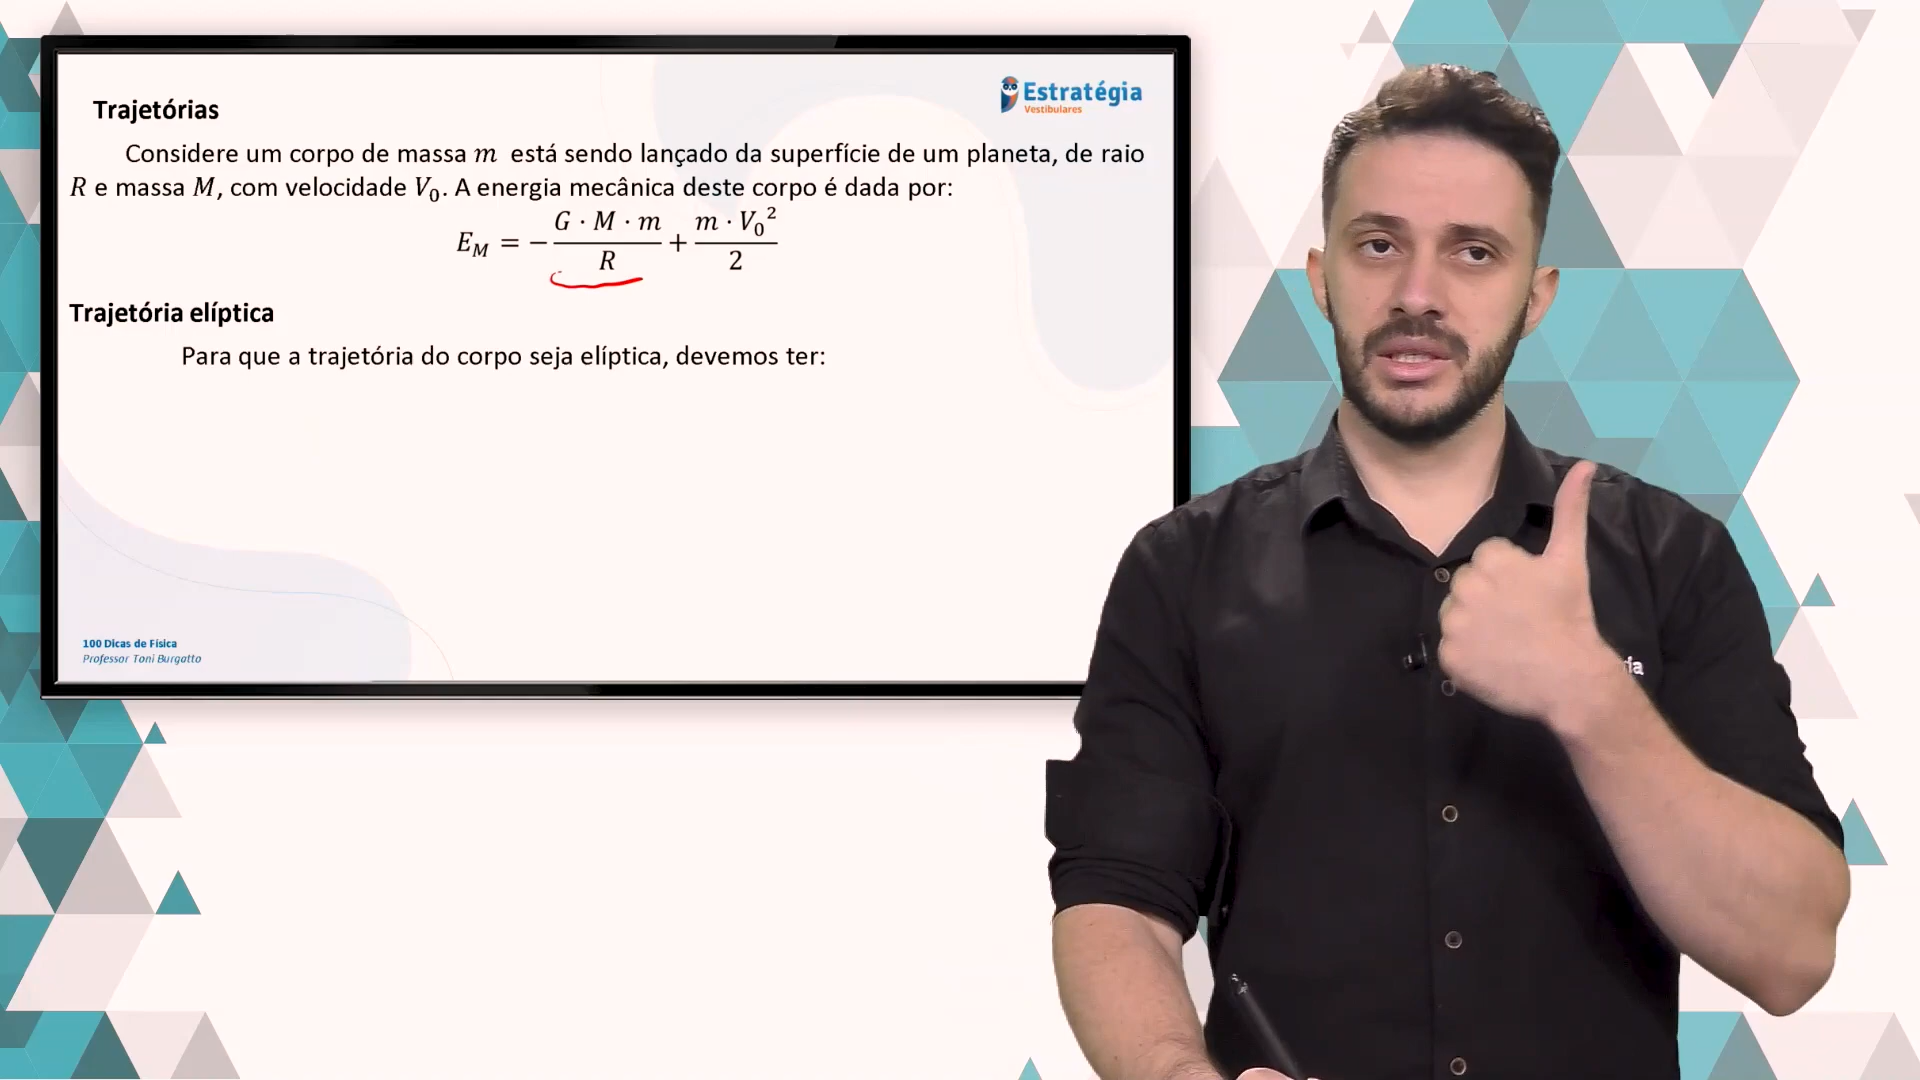 Estratégia
Vestibulares
Trajetórias
Considere um corpo de massa m está sendo lançado da superfície de um planeta, de raio
R e massa M, com velocidade V₀. A energia mecânica deste corpo é dada por:
E_M = −(G · M · m)/R + (m · V₀²)/2
Trajetória elíptica
Para que a trajetória do corpo seja elíptica, devemos ter:
100 Dicas de Física
Professor Toni Burgatto